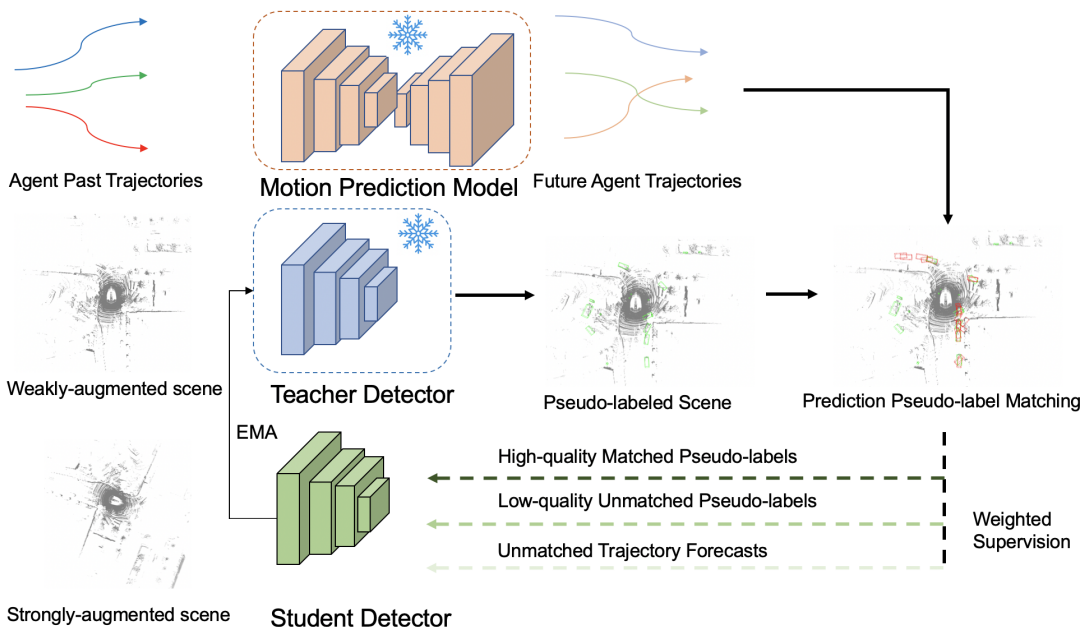 Agent Past Trajectories
Motion Prediction Model
Future Agent Trajectories
Weakly-augmented scene
Teacher Detector
Pseudo-labeled Scene
Prediction Pseudo-label Matching
EMA
High-quality Matched Pseudo-labels
Low-quality Unmatched Pseudo-labels
Unmatched Trajectory Forecasts
Weighted
Supervision
Strongly-augmented scene
Student Detector